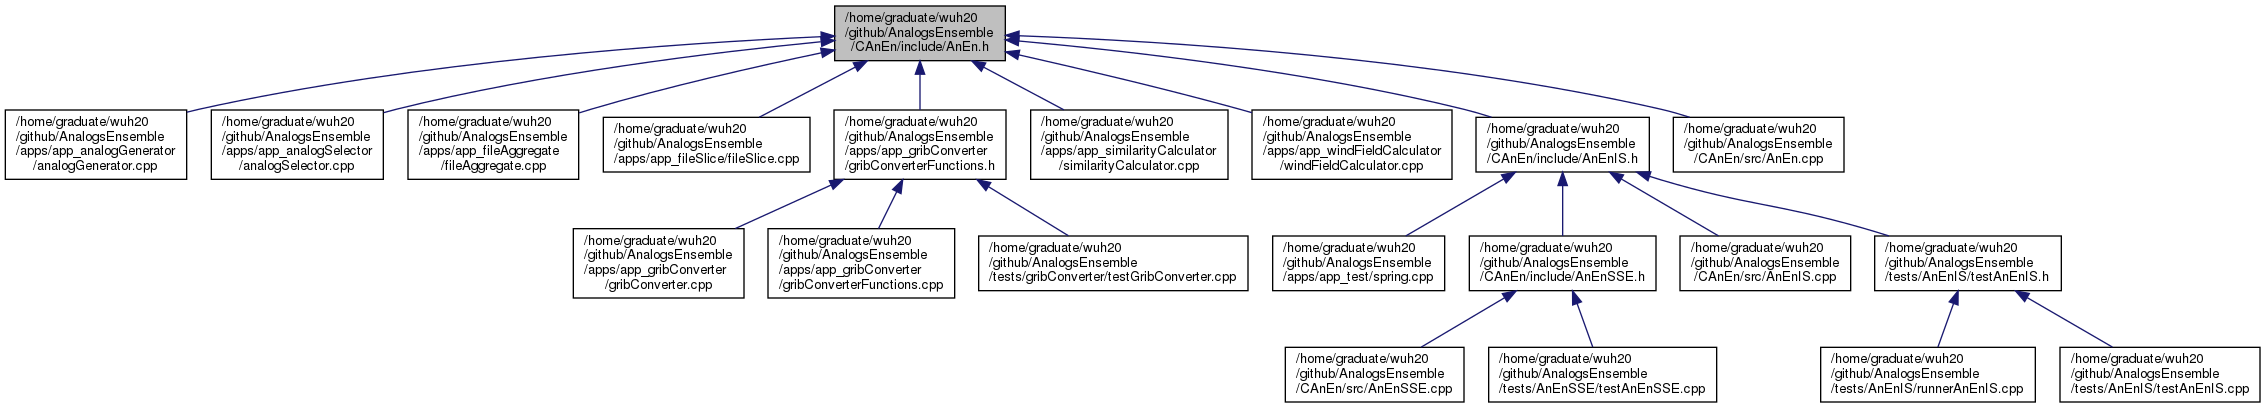 /home/graduate/wuh20
/github/AnalogsEnsemble
/CAnEn/include/AnEn.h
/home/graduate/wuh20
/github/AnalogsEnsemble
/apps/app_analogGenerator
/analogGenerator.cpp
/home/graduate/wuh20
/github/AnalogsEnsemble
/apps/app_analogSelector
/analogSelector.cpp
/home/graduate/wuh20
/github/AnalogsEnsemble
/apps/app_fileAggregate
/fileAggregate.cpp
/home/graduate/wuh20
/github/AnalogsEnsemble
/apps/app_fileSlice/fileSlice.cpp
/home/graduate/wuh20
/github/AnalogsEnsemble
/apps/app_gribConverter
/gribConverterFunctions.h
/home/graduate/wuh20
/github/AnalogsEnsemble
/apps/app_similarityCalculator
/similarityCalculator.cpp
/home/graduate/wuh20
/github/AnalogsEnsemble
/apps/app_windFieldCalculator
/windFieldCalculator.cpp
/home/graduate/wuh20
/github/AnalogsEnsemble
/CAnEn/include/AnEnIS.h
/home/graduate/wuh20
/github/AnalogsEnsemble
/CAnEn/src/AnEn.cpp
/home/graduate/wuh20
/github/AnalogsEnsemble
/apps/app_gribConverter
/gribConverter.cpp
/home/graduate/wuh20
/github/AnalogsEnsemble
/apps/app_gribConverter
/gribConverterFunctions.cpp
/home/graduate/wuh20
/github/AnalogsEnsemble
/tests/gribConverter/testGribConverter.cpp
/home/graduate/wuh20
/github/AnalogsEnsemble
/apps/app_test/spring.cpp
/home/graduate/wuh20
/github/AnalogsEnsemble
/CAnEn/include/AnEnSSE.h
/home/graduate/wuh20
/github/AnalogsEnsemble
/CAnEn/src/AnEnIS.cpp
/home/graduate/wuh20
/github/AnalogsEnsemble
/tests/AnEnIS/testAnEnIS.h
/home/graduate/wuh20
/github/AnalogsEnsemble
/CAnEn/src/AnEnSSE.cpp
/home/graduate/wuh20
/github/AnalogsEnsemble
/tests/AnEnSSE/testAnEnSSE.cpp
/home/graduate/wuh20
/github/AnalogsEnsemble
/tests/AnEnIS/runnerAnEnIS.cpp
/home/graduate/wuh20
/github/AnalogsEnsemble
/tests/AnEnIS/testAnEnIS.cpp